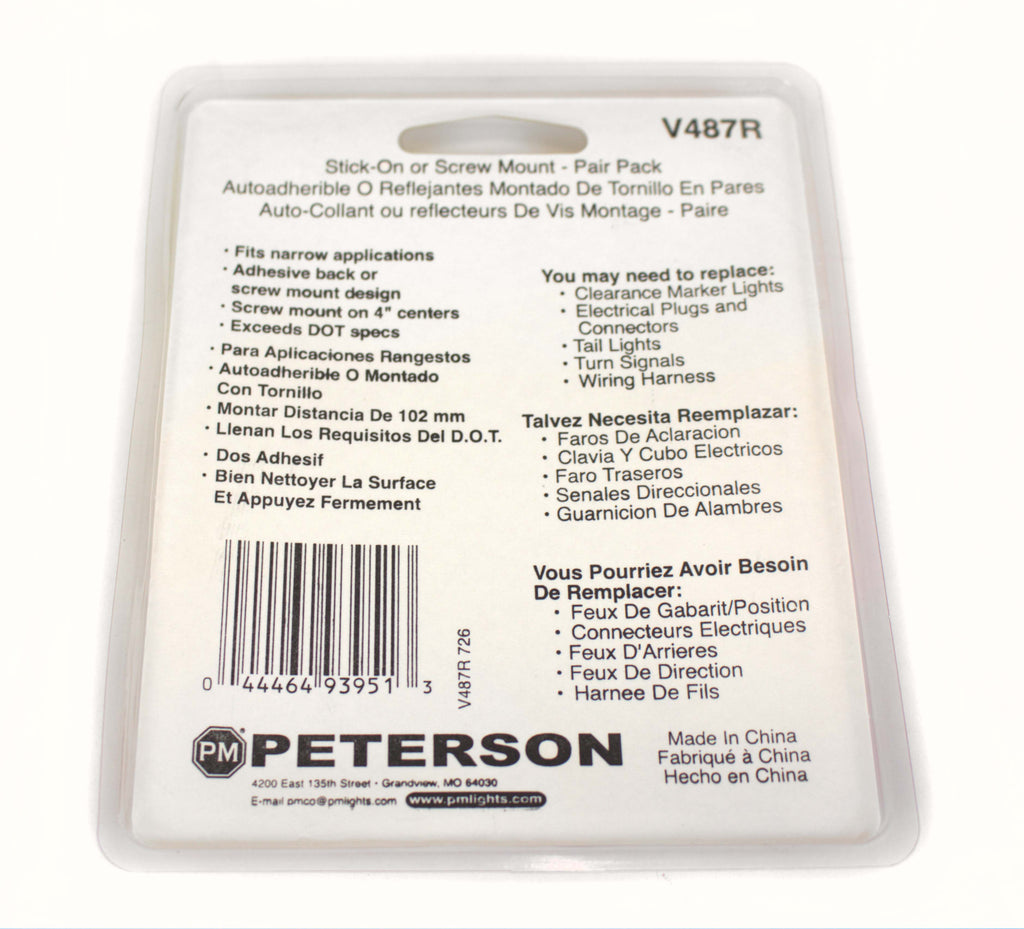 V487R
Stick-On or Screw Mount - Pair Pack
Autoadherible O Reflejantes Montado De Tornillo En Pares
Auto-Collant ou reflecteurs De Vis Montage - Paire
· Fits narrow applications
· Adhesive back or
screw mount design
· Screw mount on 4" centers
· Exceeds DOT specs
· Para Aplicaciones Rangestos
· Autoadherible O Montado
Con Tornillo
· Montar Distancia De 102 mm
· Llenan Los Requisitos Del D.O.T.
· Dos Adhesif
· Bien Nettoyer La Surface
Et Appuyez Fermement
You may need to replace:
· Clearance Marker Lights
· Electrical Plugs and
Connectors
· Tail Lights
· Turn Signals
· Wiring Harness
Talvez Necesita Reemplazar:
· Faros De Aclaracion
· Clavia Y Cubo Electricos
· Faro Traseros
· Senales Direccionales
· Guarnicion De Alambres
Vous Pourriez Avoir Besoin
De Remplacer:
· Feux De Gabarit/Position
· Connecteurs Electriques
· Feux D'Arrieres
· Feux De Direction
· Harnee De Fils
0 44464 93951 3
V487R 726
PM PETERSON
4200 East 135th Street · Grandview, MO 64030
E-mail pmco@pmlights.com www.pmlights.com
Made In China
Fabriqué à China
Hecho en China